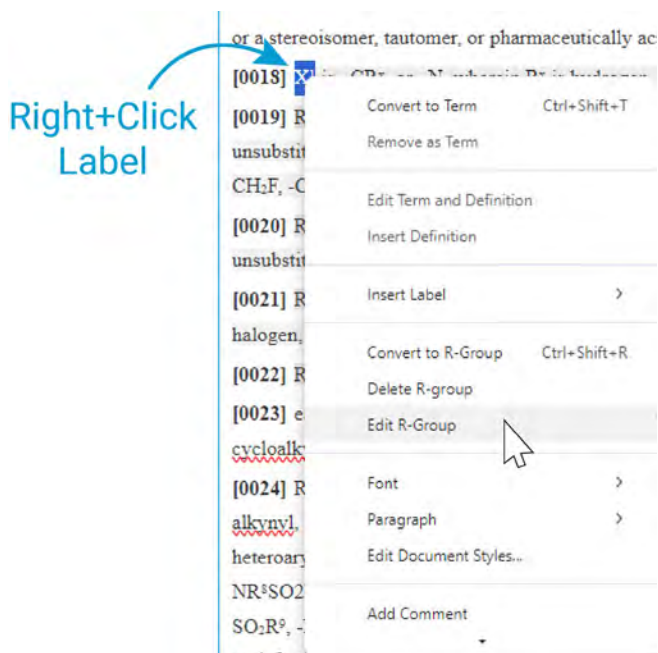 or a stereoisomer, tautomer, or pharmaceutically ac
[0018] X
Right+Click
Label
[0019] R
unsubstit
CH₂F, -C
[0020] R
unsubstit
[0021] R
halogen,
[0022] R
[0023] e
cycloalk
[0024] R
alkynyl,
heteroary
NR⁸SO2
SO₂R⁹, -
Convert to Term Ctrl+Shift+T
Remove as Term
Edit Term and Definition
Insert Definition
Insert Label >
Convert to R-Group Ctrl+Shift+R
Delete R-group
Edit R-Group
Font >
Paragraph >
Edit Document Styles...
Add Comment